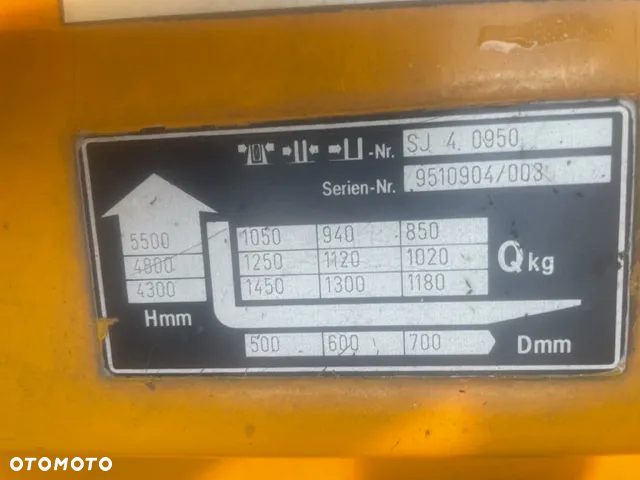 -Nr. SJ 4 0950
Serien-Nr. 9510904/003
5500 1050 940 850
4800 1250 1120 1020 Q kg
4300 1450 1300 1180
Hmm
500 600 700 Dmm
OTOMOTO